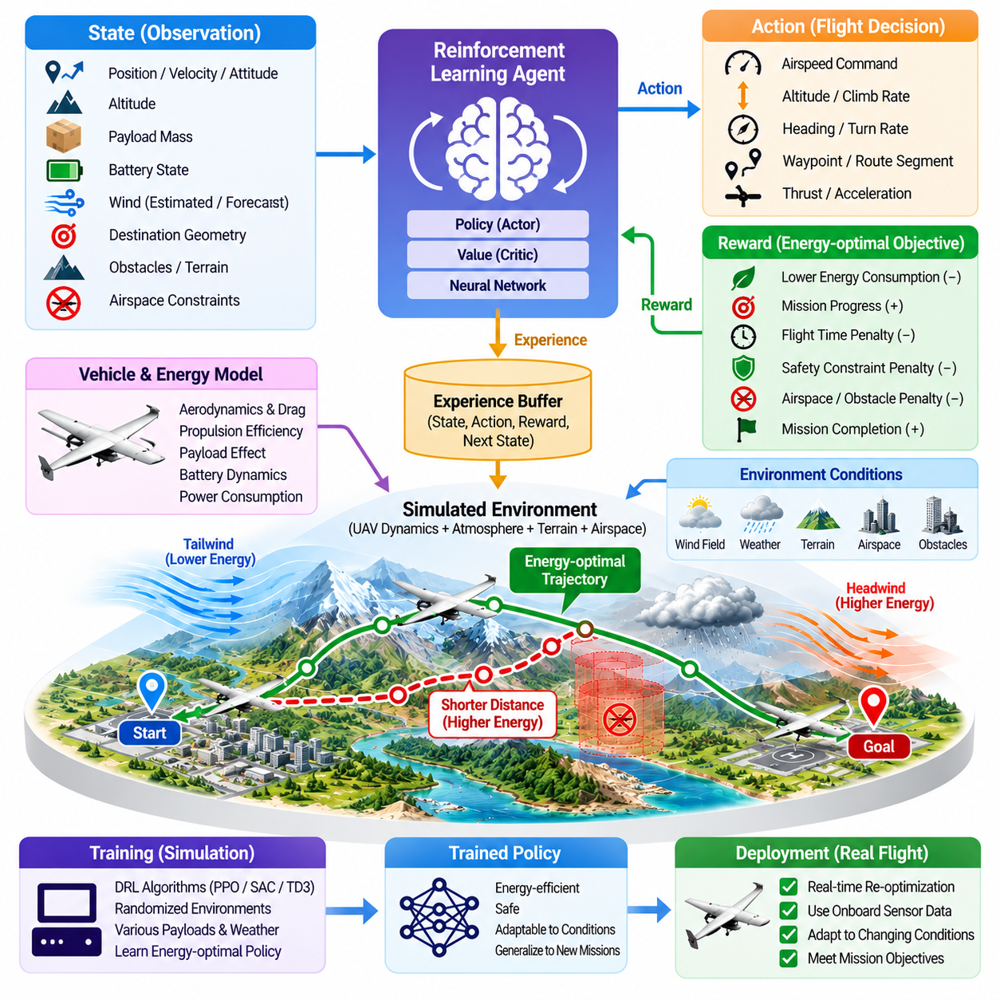 State (Observation)
Position / Velocity / Attitude
Altitude
Payload Mass
Battery State
Wind (Estimated / Forecaist)
Destination Geometry
Obstacles / Terrain
Airspace Constraints
Reinforcement
Learning Agent
Policy (Actor)
Value (Critic)
Neural Network
Action
Action (Flight Decision)
Airspeed Command
Altitude / Climb Rate
Heading / Turn Rate
Waypoint / Route Segment
Thrust / Acceleration
Reward
Reward (Energy-optimal Objective)
Lower Energy Consumption (−)
Mission Progress (+)
Flight Time Penalty (−)
Safety Constraint Penalty (−)
Airspace / Obstacle Penalty (−)
Mission Completion (+)
Experience
Experience Buffer
(State, Action, Reward,
Next State)
Vehicle & Energy Model
Aerodynamics & Drag
Propulsion Efficiency
Payload Effect
Battery Dynamics
Power Consumption
Environment Conditions
Wind Field
Weather
Terrain
Airspace
Obstacles
Simulated Environment
(UAV Dynamics + Atmosphere + Terrain + Airspace)
Tailwind
(Lower Energy)
Energy-optimal
Trajectory
Headwind
(Higher Energy)
Shorter Distance
(Higher Energy)
Start
H
Goal
Training (Simulation)
DRL Algorithms (PPO / SAC / TD3)
Randomized Environments
Various Payloads & Weather
Learn Energy-optimal Policy
Trained Policy
Energy-efficient
Safe
Adaptable to Conditions
Generalize to New Missions
Deployment (Real Flight)
Real-time Re-optimization
Use Onboard Sensor Data
Adapt to Changing Conditions
Meet Mission Objectives